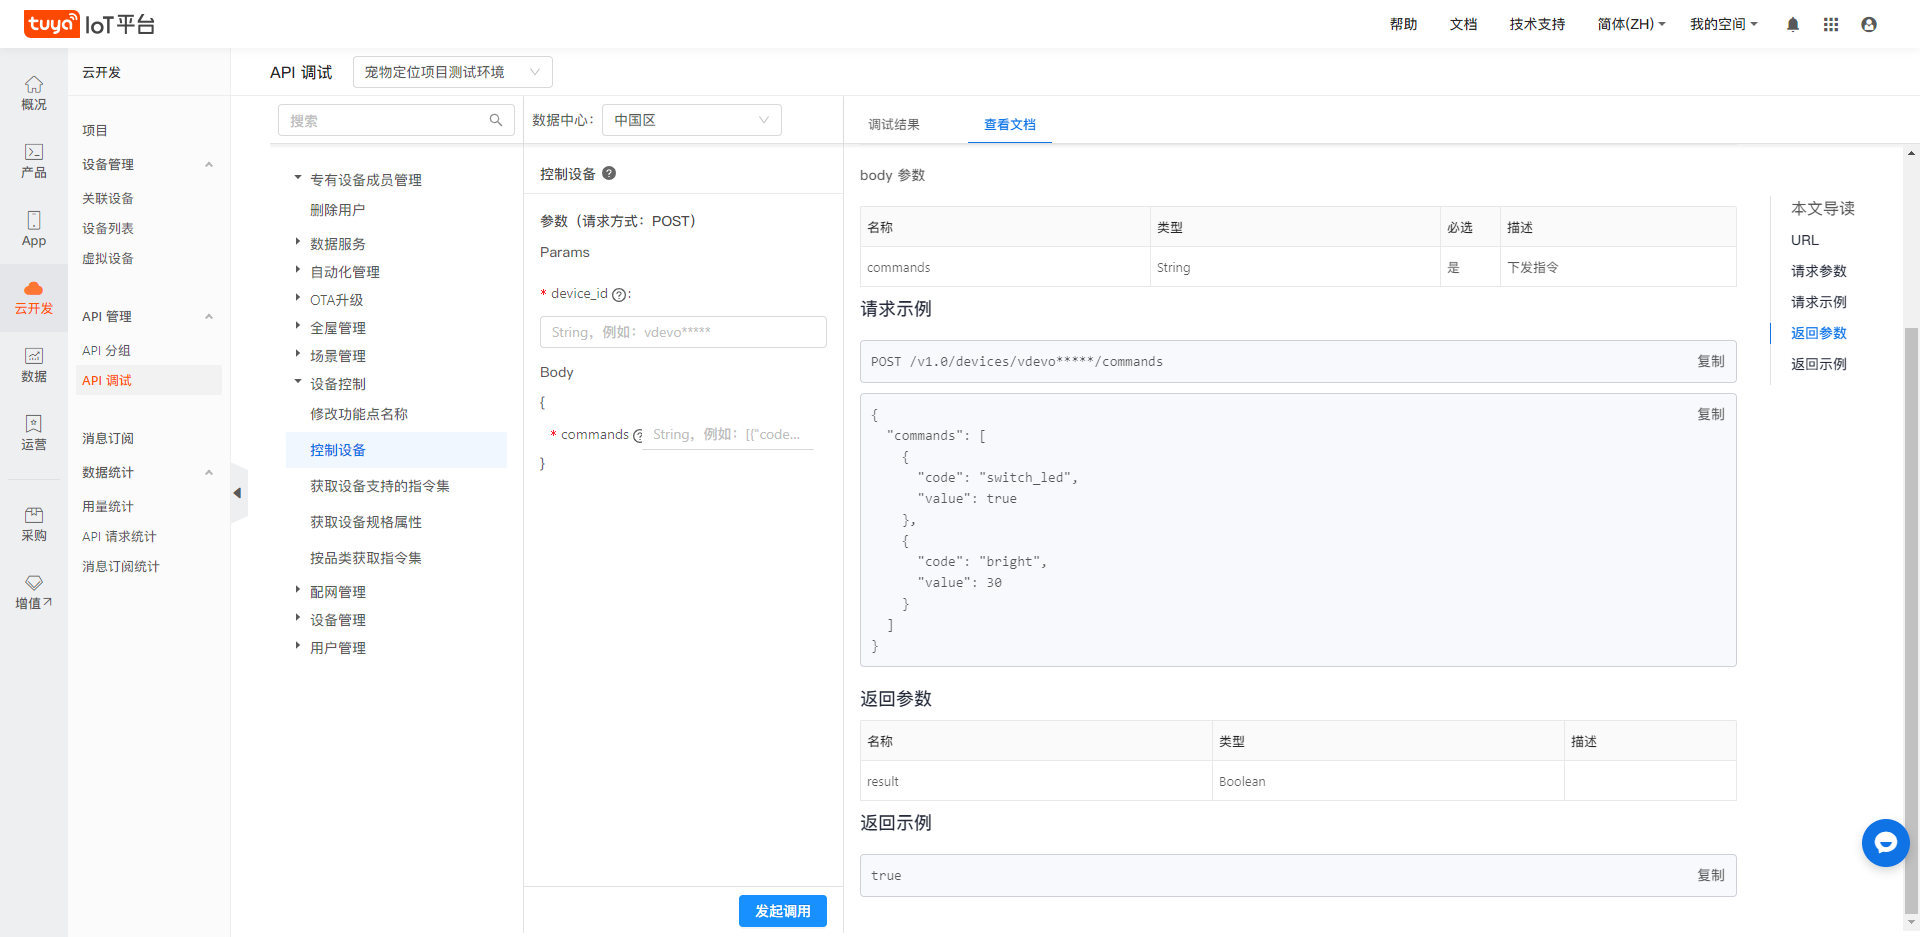 tuya IoT平台
帮助
文档
技术支持
简体(ZH)
我的空间
概况
产品
App
云开发
数据
运营
采购
增值
云开发
项目
设备管理
关联设备
设备列表
虚拟设备
API 管理
API 分组
API 调试
消息订阅
数据统计
用量统计
API 请求统计
消息订阅统计
API 调试
宠物定位项目测试环境
搜索
专有设备成员管理
删除用户
数据服务
自动化管理
OTA升级
全屋管理
场景管理
设备控制
修改功能点名称
控制设备
获取设备支持的指令集
获取设备规格属性
按品类获取指令集
配网管理
设备管理
用户管理
数据中心：
中国区
控制设备
参数（请求方式：POST）
Params
* device_id :
String，例如：vdevo*****
Body
{
* commands String，例如：[{"code...
}
发起调用
调试结果
查看文档
body 参数
名称 类型 必选 描述
commands String 是 下发指令
请求示例
POST /v1.0/devices/vdevo*****/commands
复制
复制
{
"commands": [
{
"code": "switch_led",
"value": true
},
{
"code": "bright",
"value": 30
}
]
}
返回参数
名称 类型 描述
result Boolean
返回示例
true
复制
本文导读
URL
请求参数
请求示例
返回参数
返回示例